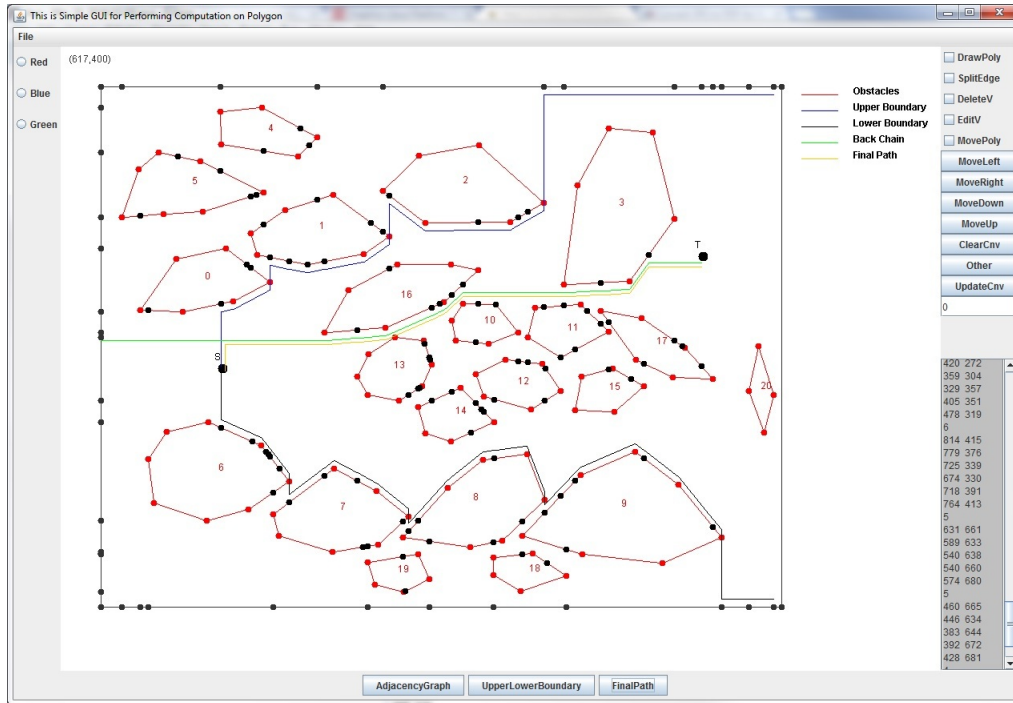 This is Simple GUI for Performing Computation on Polygon
File
Red
Blue
Green
(617,400)
Obstacles
Upper Boundary
Lower Boundary
Back Chain
Final Path
4
5
2
3
1
0
16
T
S
10
11
17
13
12
15
14
20
6
7
8
9
19
18
DrawPoly
SplitEdge
DeleteV
EditV
MovePoly
MoveLeft
MoveRight
MoveDown
MoveUp
ClearCnv
Other
UpdateCnv
0
420 272
359 304
329 357
405 351
478 319
6
814 415
779 376
725 339
674 330
718 391
764 413
5
631 661
589 633
540 638
540 660
574 680
5
460 665
446 634
383 644
392 672
428 681
AdjacencyGraph
UpperLowerBoundary
FinalPath